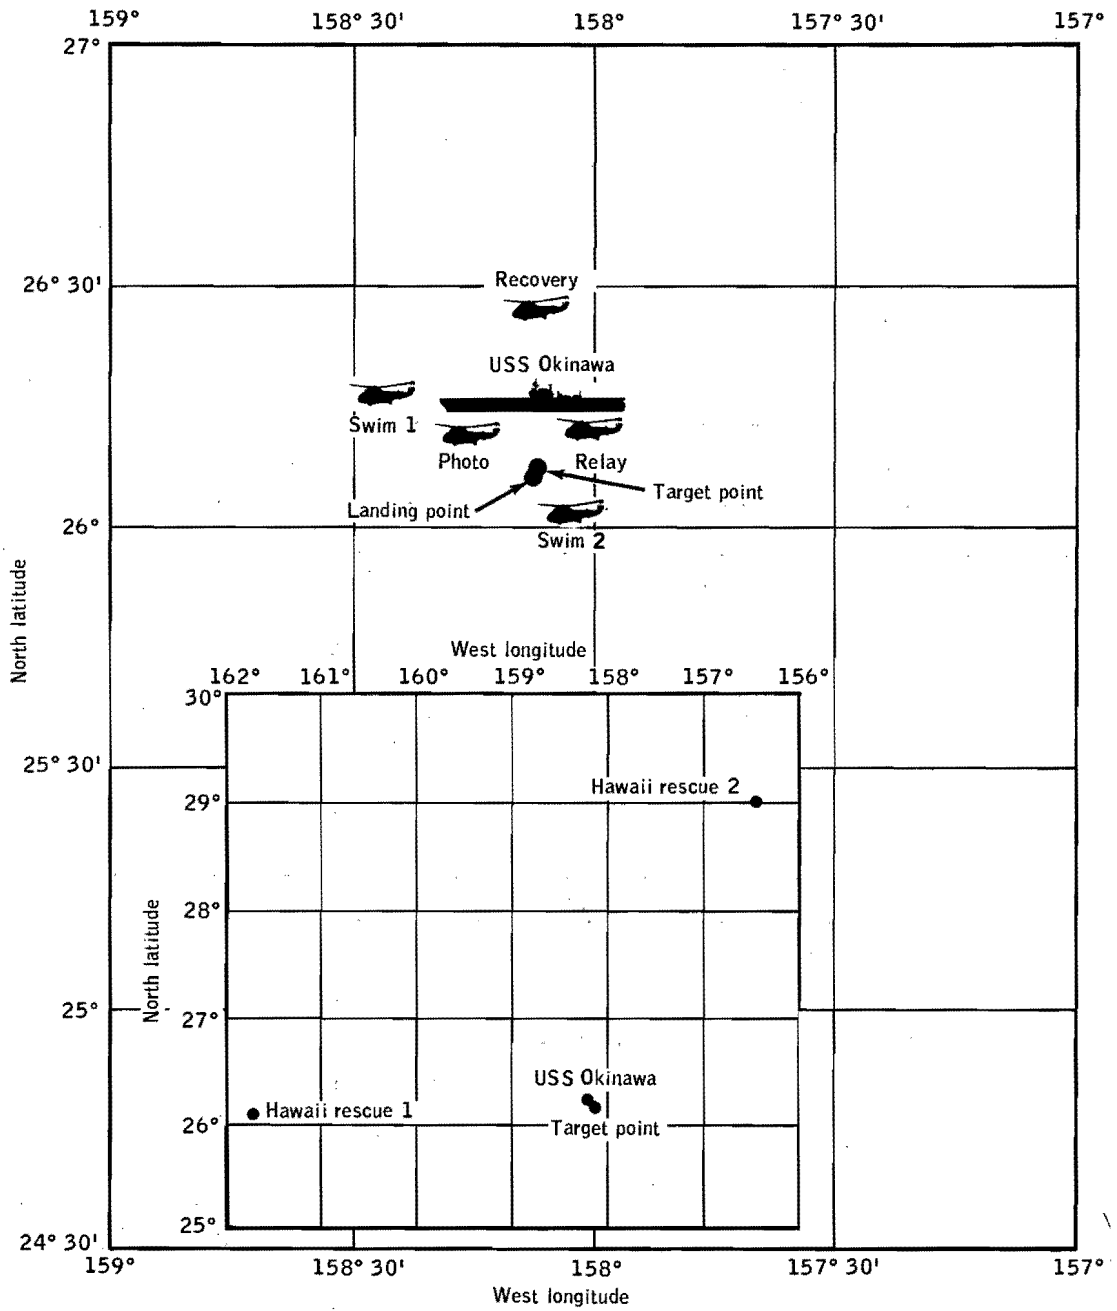 159° 158° 30' 158° 157° 30' 157°
27°
26° 30'
Recovery
USS Okinawa
Swim 1
Photo
Relay
Target point
Landing point
26°
Swim 2
North latitude
West longitude
162° 161° 160° 159° 158° 157° 156°
30°
25° 30'
Hawaii rescue 2
29°
28°
North latitude
25°
27°
USS Okinawa
Hawaii rescue 1
26°
Target point
25°
24° 30'
159° 158° 30' 158° 157° 30' 157°
West longitude